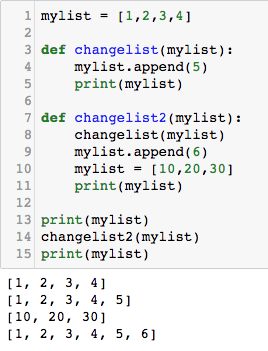 1 mylist = [1,2,3,4]
2
3 def changelist(mylist):
4     mylist.append(5)
5     print(mylist)
6
7 def changelist2(mylist):
8     changelist(mylist)
9     mylist.append(6)
10     mylist = [10,20,30]
11     print(mylist)
12
13 print(mylist)
14 changelist2(mylist)
15 print(mylist)
[1, 2, 3, 4]
[1, 2, 3, 4, 5]
[10, 20, 30]
[1, 2, 3, 4, 5, 6]